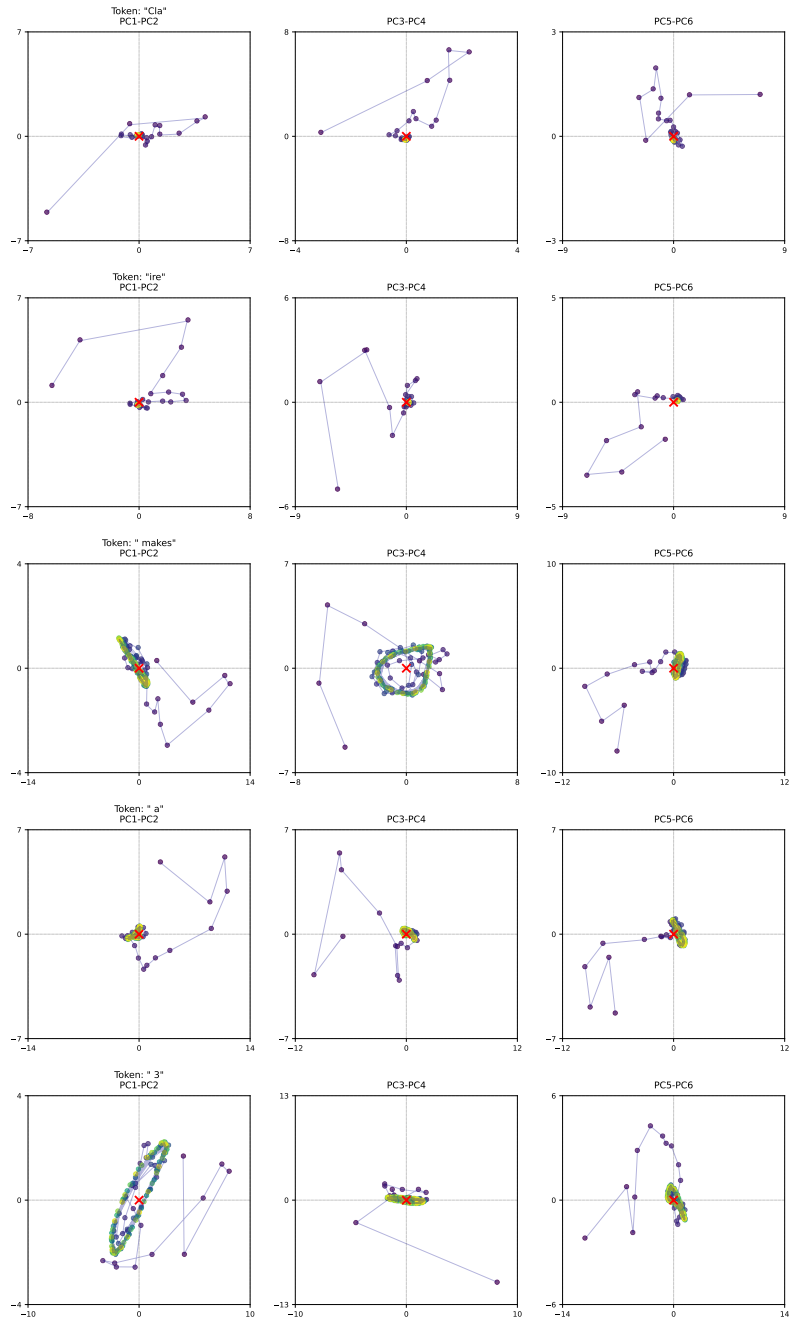 Token: "Cla"
PC1-PC2 PC3-PC4 PC5-PC6
7 8 3
0 0 0
−7 −8 −3
−7 0 7 −4 0 4 −9 0 9
Token: "ire"
PC1-PC2 PC3-PC4 PC5-PC6
7 6 5
0 0 0
−7 −6 −5
−8 0 8 −9 0 9 −9 0 9
Token: " makes"
PC1-PC2 PC3-PC4 PC5-PC6
4 7 10
0 0 0
−4 −7 −10
−14 0 14 −8 0 8 −12 0 12
Token: " a"
PC1-PC2 PC3-PC4 PC5-PC6
7 7 7
0 0 0
−7 −7 −7
−14 0 14 −12 0 12 −12 0 12
Token: " 3"
PC1-PC2 PC3-PC4 PC5-PC6
4 13 6
0 0 0
−4 −13 −6
−10 0 10 −10 0 10 −14 0 14